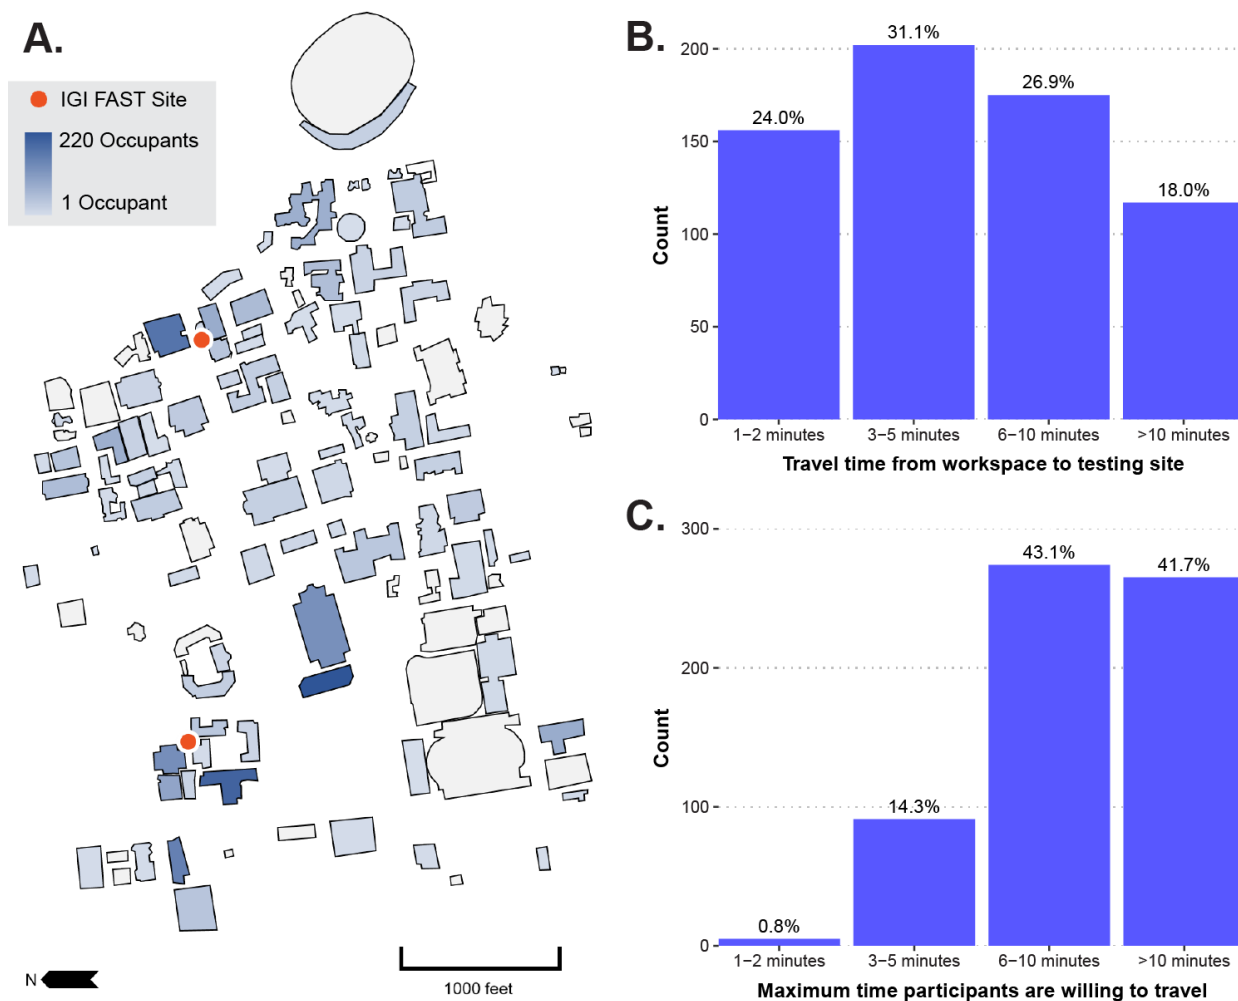 A.
IGI FAST Site
220 Occupants
1 Occupant
N
1000 feet
B.
Count
200
150
100
50
0
24.0%
31.1%
26.9%
18.0%
1−2 minutes
3−5 minutes
6−10 minutes
>10 minutes
Travel time from workspace to testing site
C.
Count
300
200
100
0
0.8%
14.3%
43.1%
41.7%
1−2 minutes
3−5 minutes
6−10 minutes
>10 minutes
Maximum time participants are willing to travel